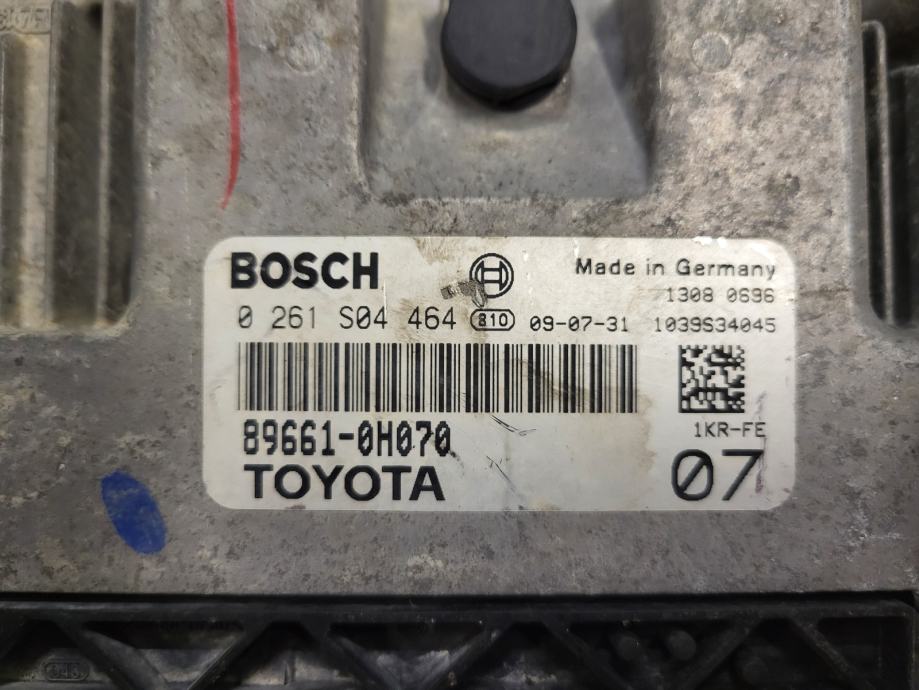 BOSCH
Made in Germany
1308 0696
0 261 S04 464 810 09-07-31 1039S34045
89661-0H070
1KR-FE
TOYOTA
07